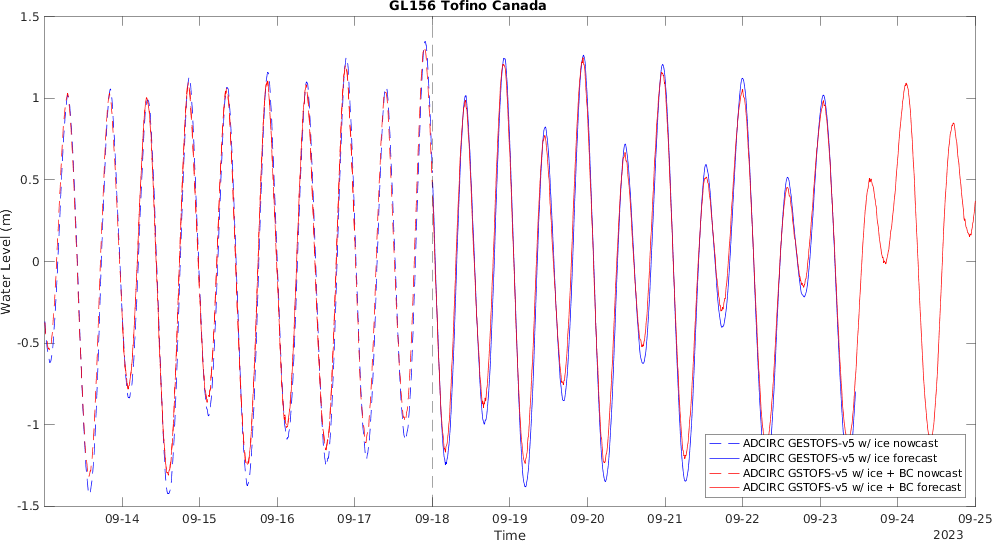 GL156 Tofino Canada
1.5
1
0.5
0
-0.5
-1
-1.5
Water Level (m)
ADCIRC GESTOFS-v5 w/ ice nowcast
ADCIRC GESTOFS-v5 w/ ice forecast
ADCIRC GSTOFS-v5 w/ ice + BC nowcast
ADCIRC GSTOFS-v5 w/ ice + BC forecast
09-14 09-15 09-16 09-17 09-18 09-19 09-20 09-21 09-22 09-23 09-24 09-25
Time
2023